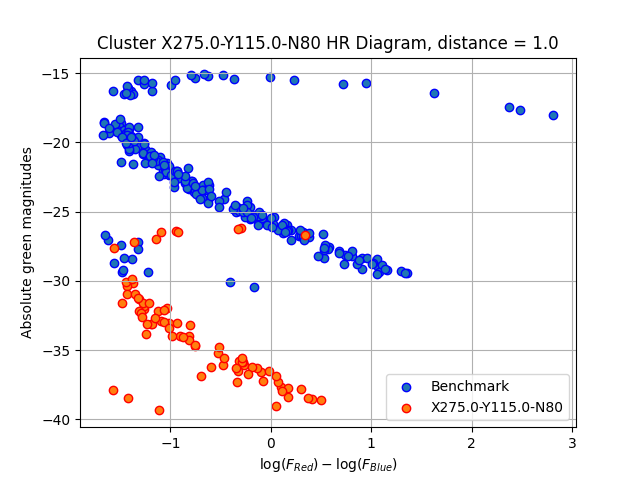 Cluster X275.0-Y115.0-N80 HR Diagram, distance = 1.0
Absolute green magnitudes
−15
−20
−25
−30
−35
−40
−1
0
1
2
3
log(F_Red) − log(F_Blue)
Benchmark
X275.0-Y115.0-N80